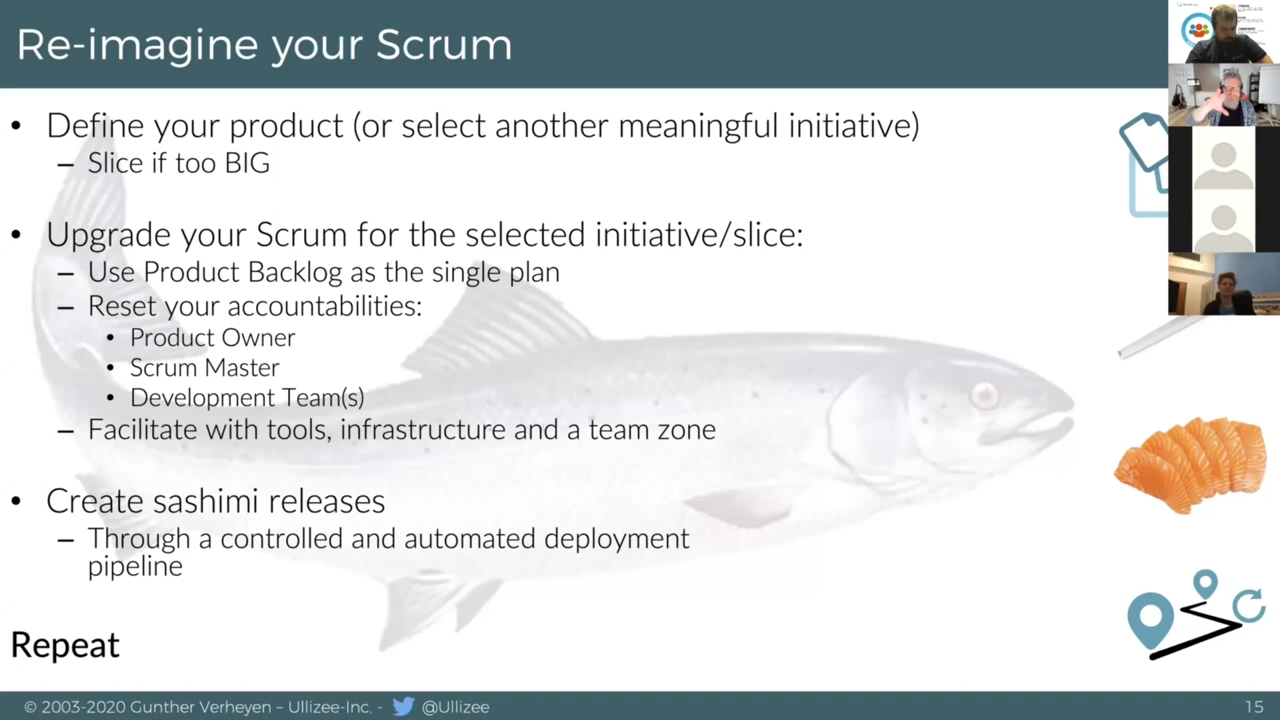 Re-imagine your Scrum
• Define your product (or select another meaningful initiative)
– Slice if too BIG
• Upgrade your Scrum for the selected initiative/slice:
– Use Product Backlog as the single plan
– Reset your accountabilities:
• Product Owner
• Scrum Master
• Development Team(s)
– Facilitate with tools, infrastructure and a team zone
• Create sashimi releases
– Through a controlled and automated deployment
pipeline
Repeat
© 2003-2020 Gunther Verheyen – Ullizee-Inc. - @Ullizee
15